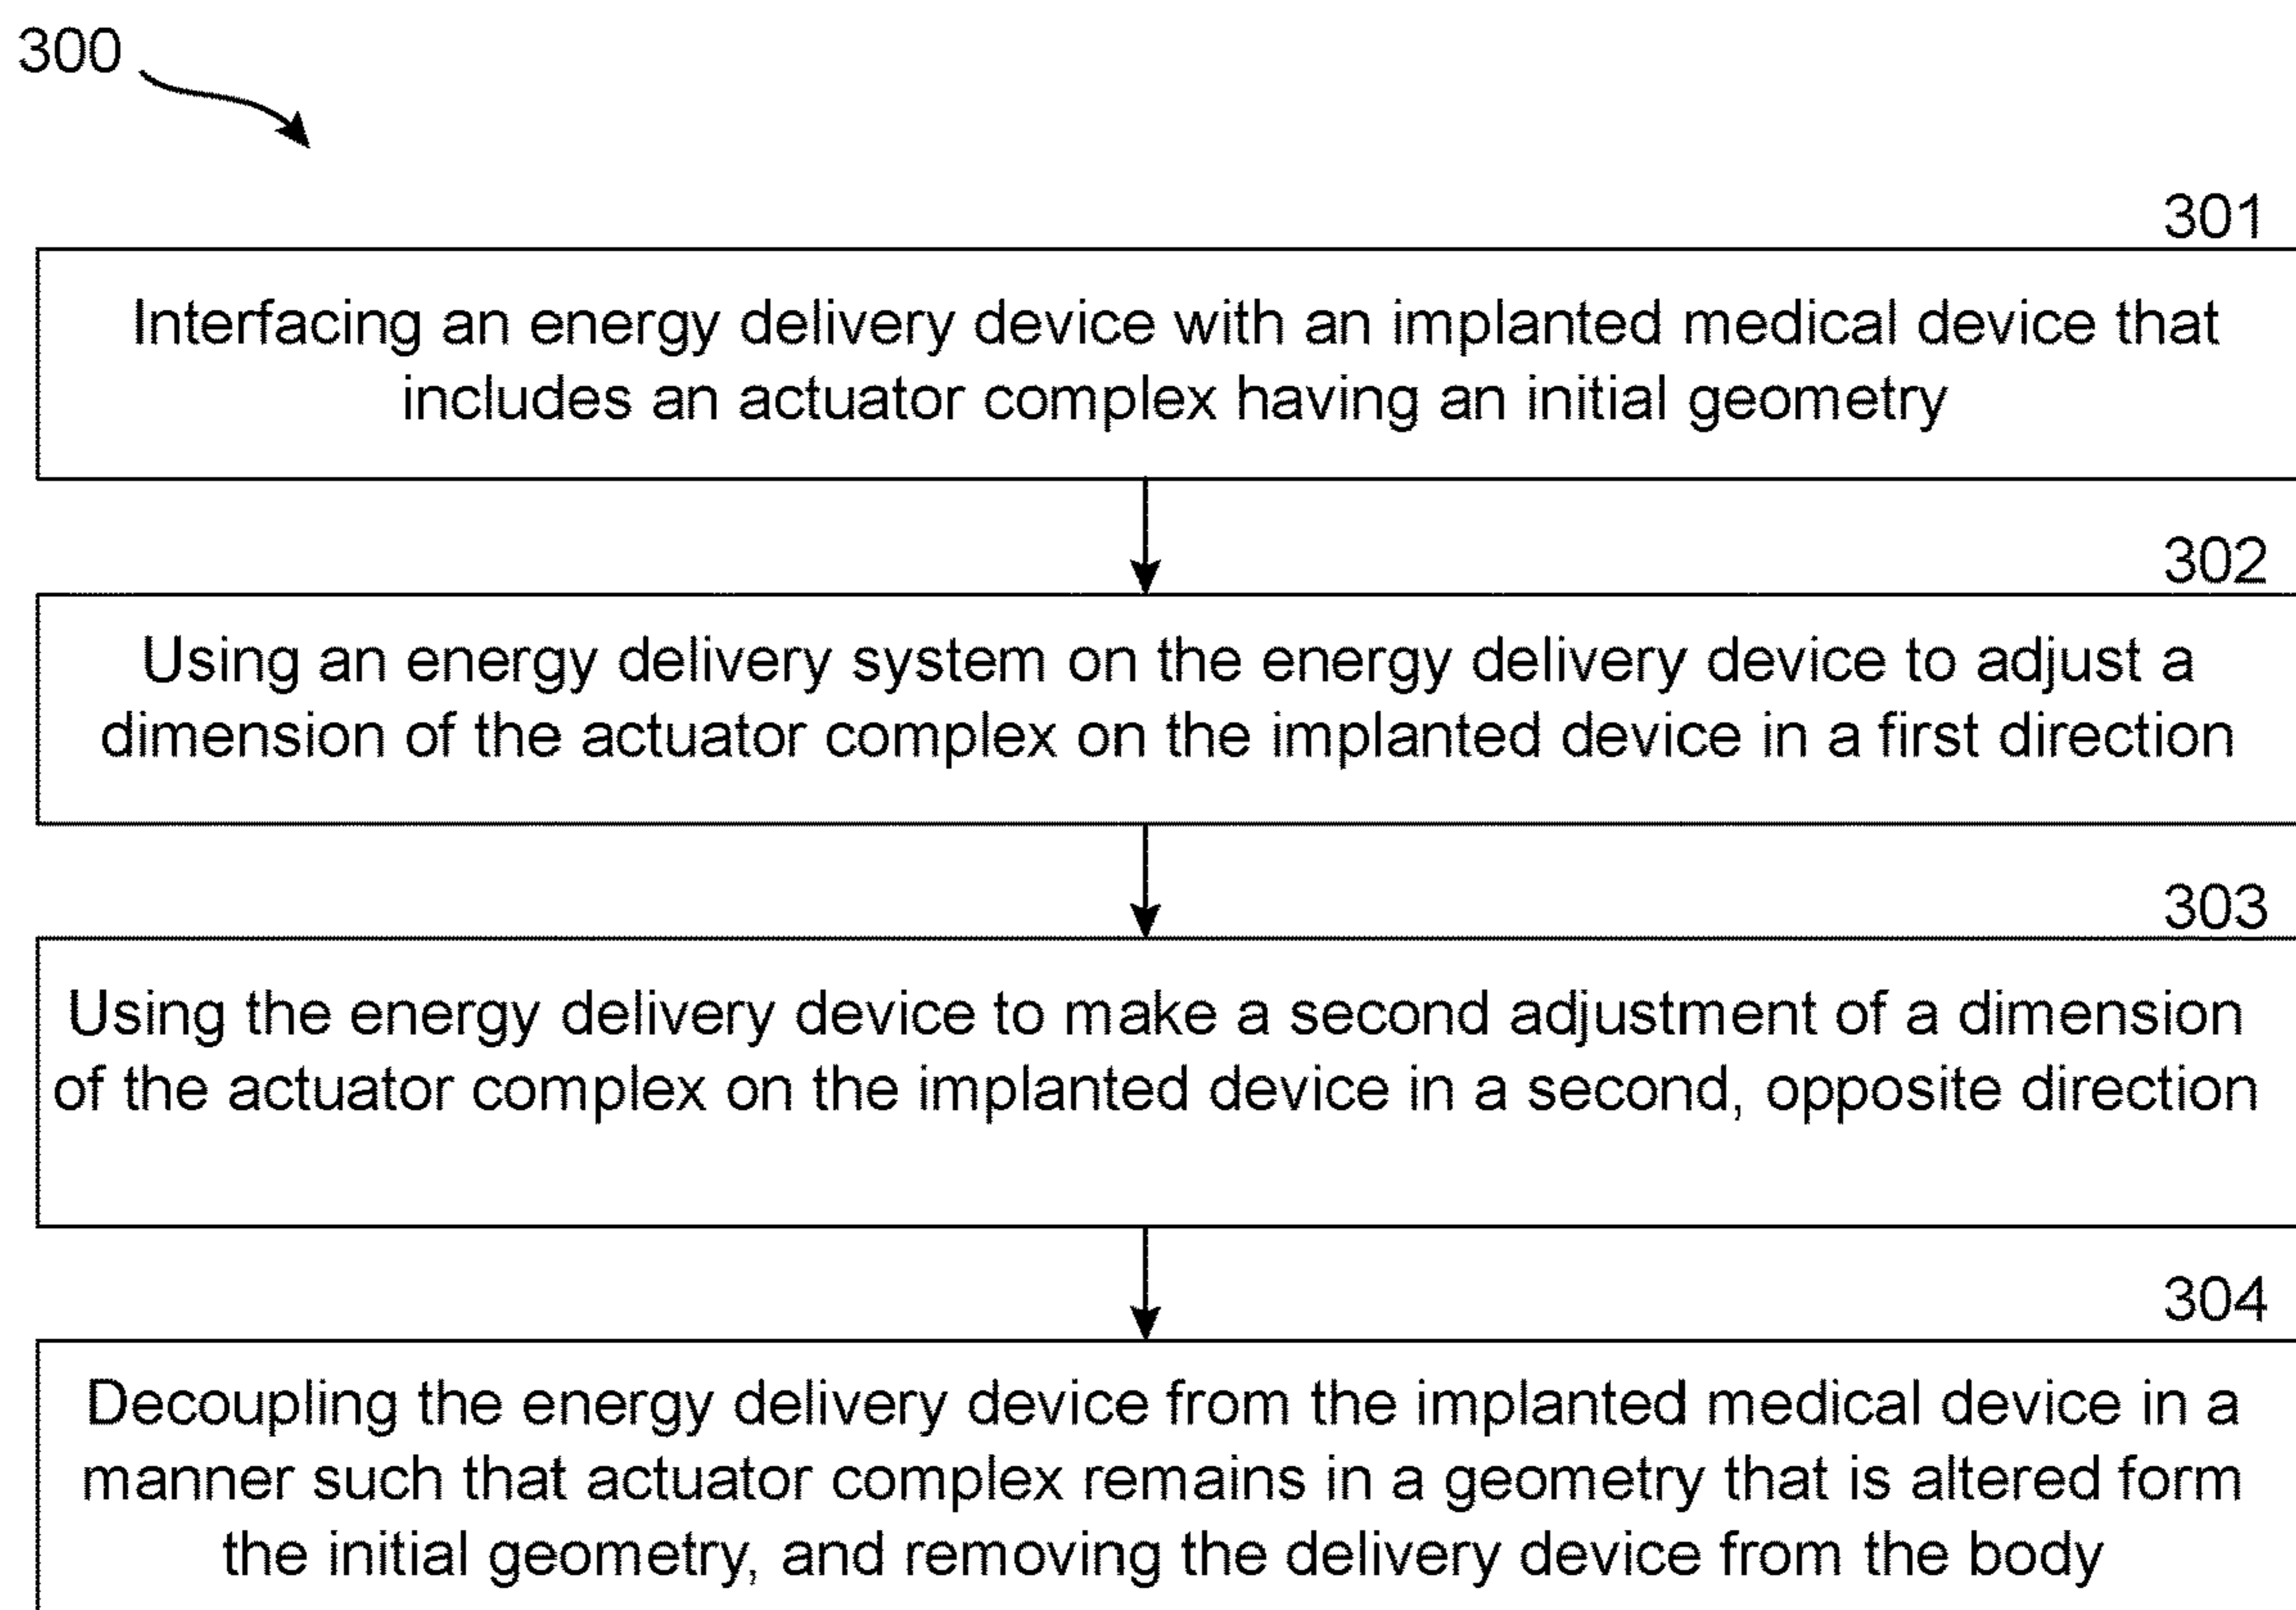 300
301
Interfacing an energy delivery device with an implanted medical device that
includes an actuator complex having an initial geometry
302
Using an energy delivery system on the energy delivery device to adjust a
dimension of the actuator complex on the implanted device in a first direction
303
Using the energy delivery device to make a second adjustment of a dimension
of the actuator complex on the implanted device in a second, opposite direction
304
Decoupling the energy delivery device from the implanted medical device in a
manner such that actuator complex remains in a geometry that is altered form
the initial geometry, and removing the delivery device from the body